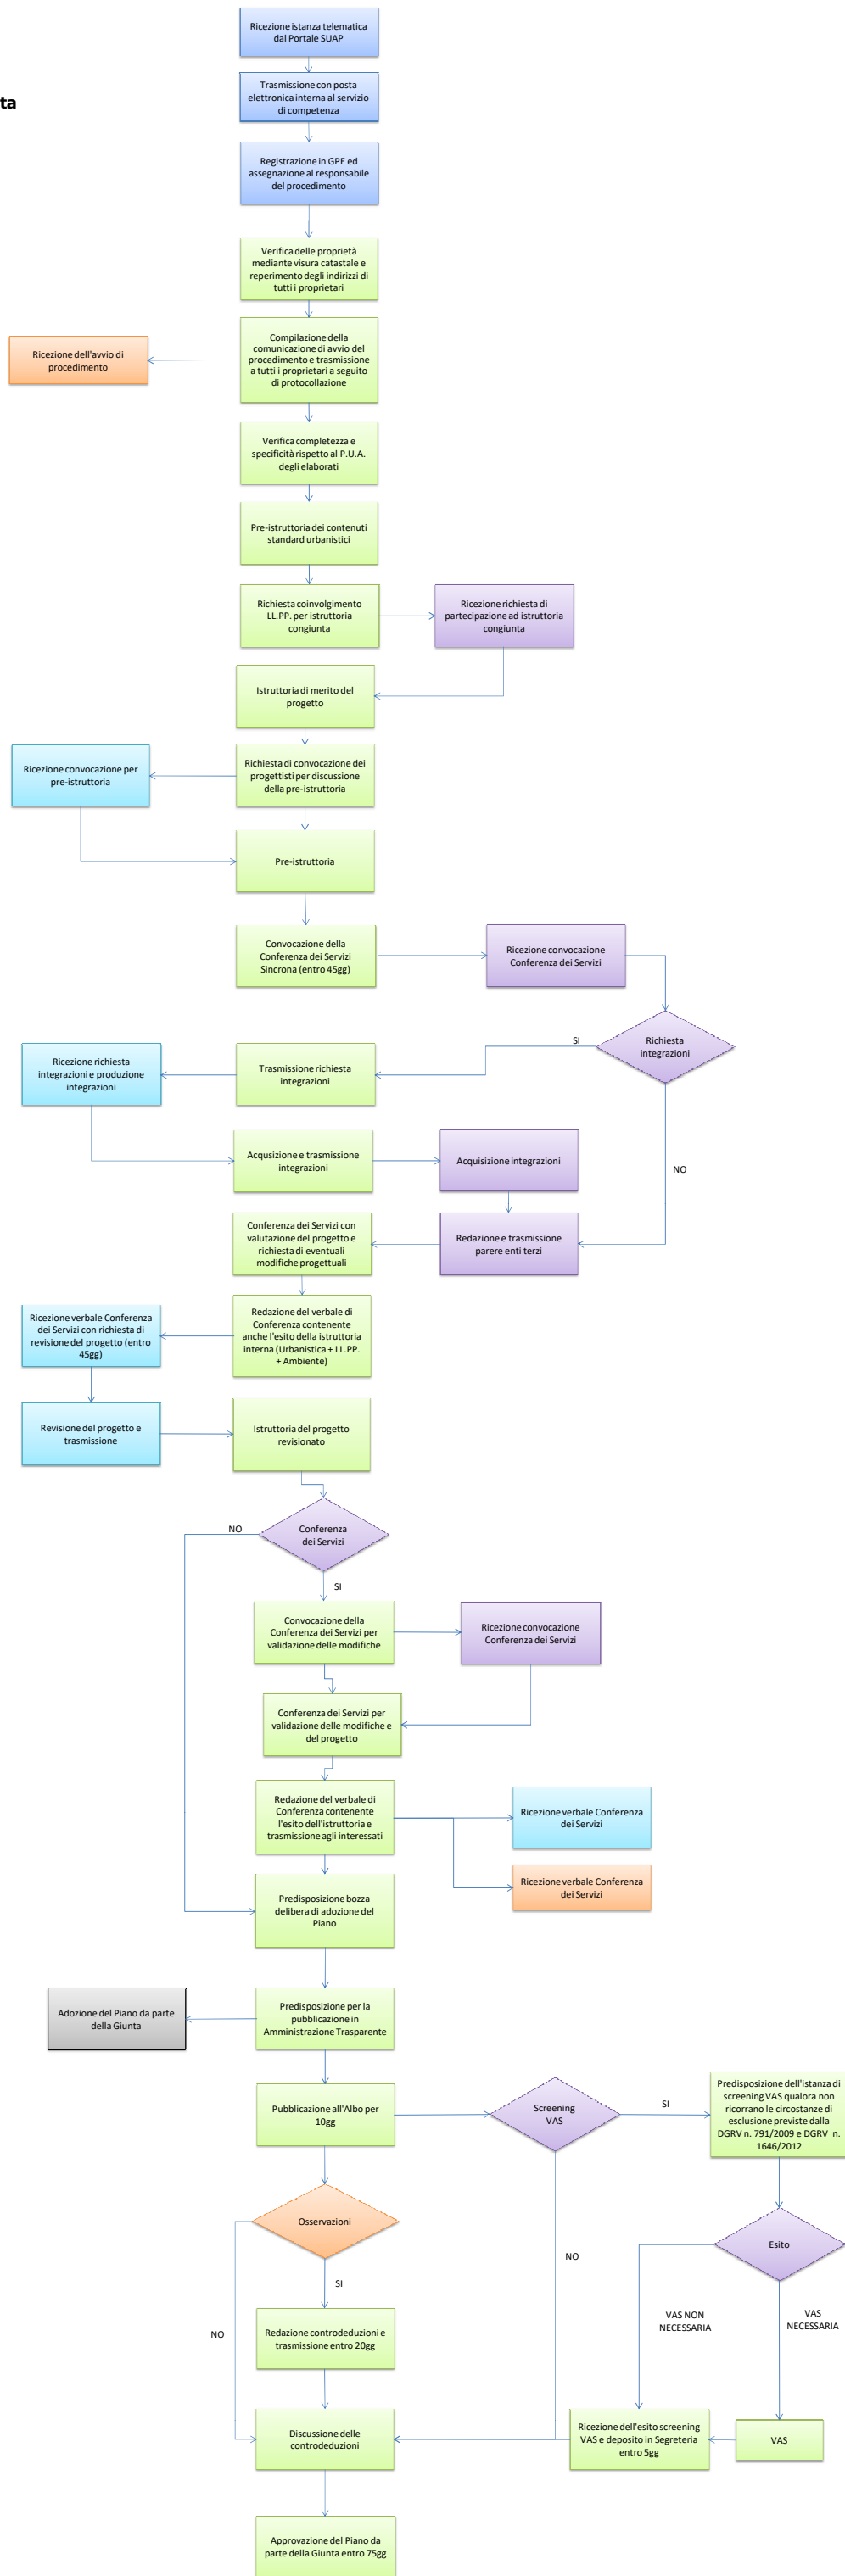 Ricezione istanza telematica
dal Portale SUAP
ta
Trasmissione con posta
elettronica interna al servizio
di competenza
Registrazione in GPE ed
assegnazione al responsabile
del procedimento
Verifica delle proprietà
mediante visura catastale e
reperimento degli indirizzi di
tutti i proprietari
Ricezione dell'avvio di
procedimento
Compilazione della
comunicazione di avvio del
procedimento e trasmissione
a tutti i proprietari a seguito
di protocollazione
Verifica completezza e
specificità rispetto al P.U.A.
degli elaborati
Pre-istruttoria dei contenuti
standard urbanistici
Richiesta coinvolgimento
LL.PP. per istruttoria
congiunta
Ricezione richiesta di
partecipazione ad istruttoria
congiunta
Istruttoria di merito del
progetto
Ricezione convocazione per
pre-istruttoria
Richiesta di convocazione dei
progettisti per discussione
della pre-istruttoria
Pre-istruttoria
Convocazione della
Conferenza dei Servizi
Sincrona (entro 45gg)
Ricezione convocazione
Conferenza dei Servizi
SI
Richiesta
integrazioni
Ricezione richiesta
integrazioni e produzione
integrazioni
Trasmissione richiesta
integrazioni
Acqusizione e trasmissione
integrazioni
Acquisizione integrazioni
NO
Conferenza dei Servizi con
valutazione del progetto e
richiesta di eventuali
modifiche progettuali
Redazione e trasmissione
parere enti terzi
Ricezione verbale Conferenza
dei Servizi con richiesta di
revisione del progetto (entro
45gg)
Redazione del verbale di
Conferenza contenente
anche l'esito della istruttoria
interna (Urbanistica + LL.PP.
+ Ambiente)
Revisione del progetto e
trasmissione
Istruttoria del progetto
revisionato
NO
Conferenza
dei Servizi
SI
Convocazione della
Conferenza dei Servizi per
validazione delle modifiche
Ricezione convocazione
Conferenza dei Servizi
Conferenza dei Servizi per
validazione delle modifiche e
del progetto
Redazione del verbale di
Conferenza contenente
l'esito dell'istruttoria e
trasmissione agli interessati
Ricezione verbale Conferenza
dei Servizi
Ricezione verbale Conferenza
dei Servizi
Predisposizione bozza
delibera di adozione del
Piano
Adozione del Piano da parte
della Giunta
Predisposizione per la
pubblicazione in
Amministrazione Trasparente
Pubblicazione all'Albo per
10gg
Screening
VAS
SI
Predisposizione dell'istanza di
screening VAS qualora non
ricorrano le circostanze di
esclusione previste dalla
DGRV n. 791/2009 e DGRV n.
1646/2012
Osservazioni
Esito
NO
SI
NO
VAS NON
NECESSARIA
VAS
NECESSARIA
Redazione controdeduzioni e
trasmissione entro 20gg
Discussione delle
controdeduzioni
Ricezione dell'esito screening
VAS e deposito in Segreteria
entro 5gg
VAS
Approvazione del Piano da
parte della Giunta entro 75gg